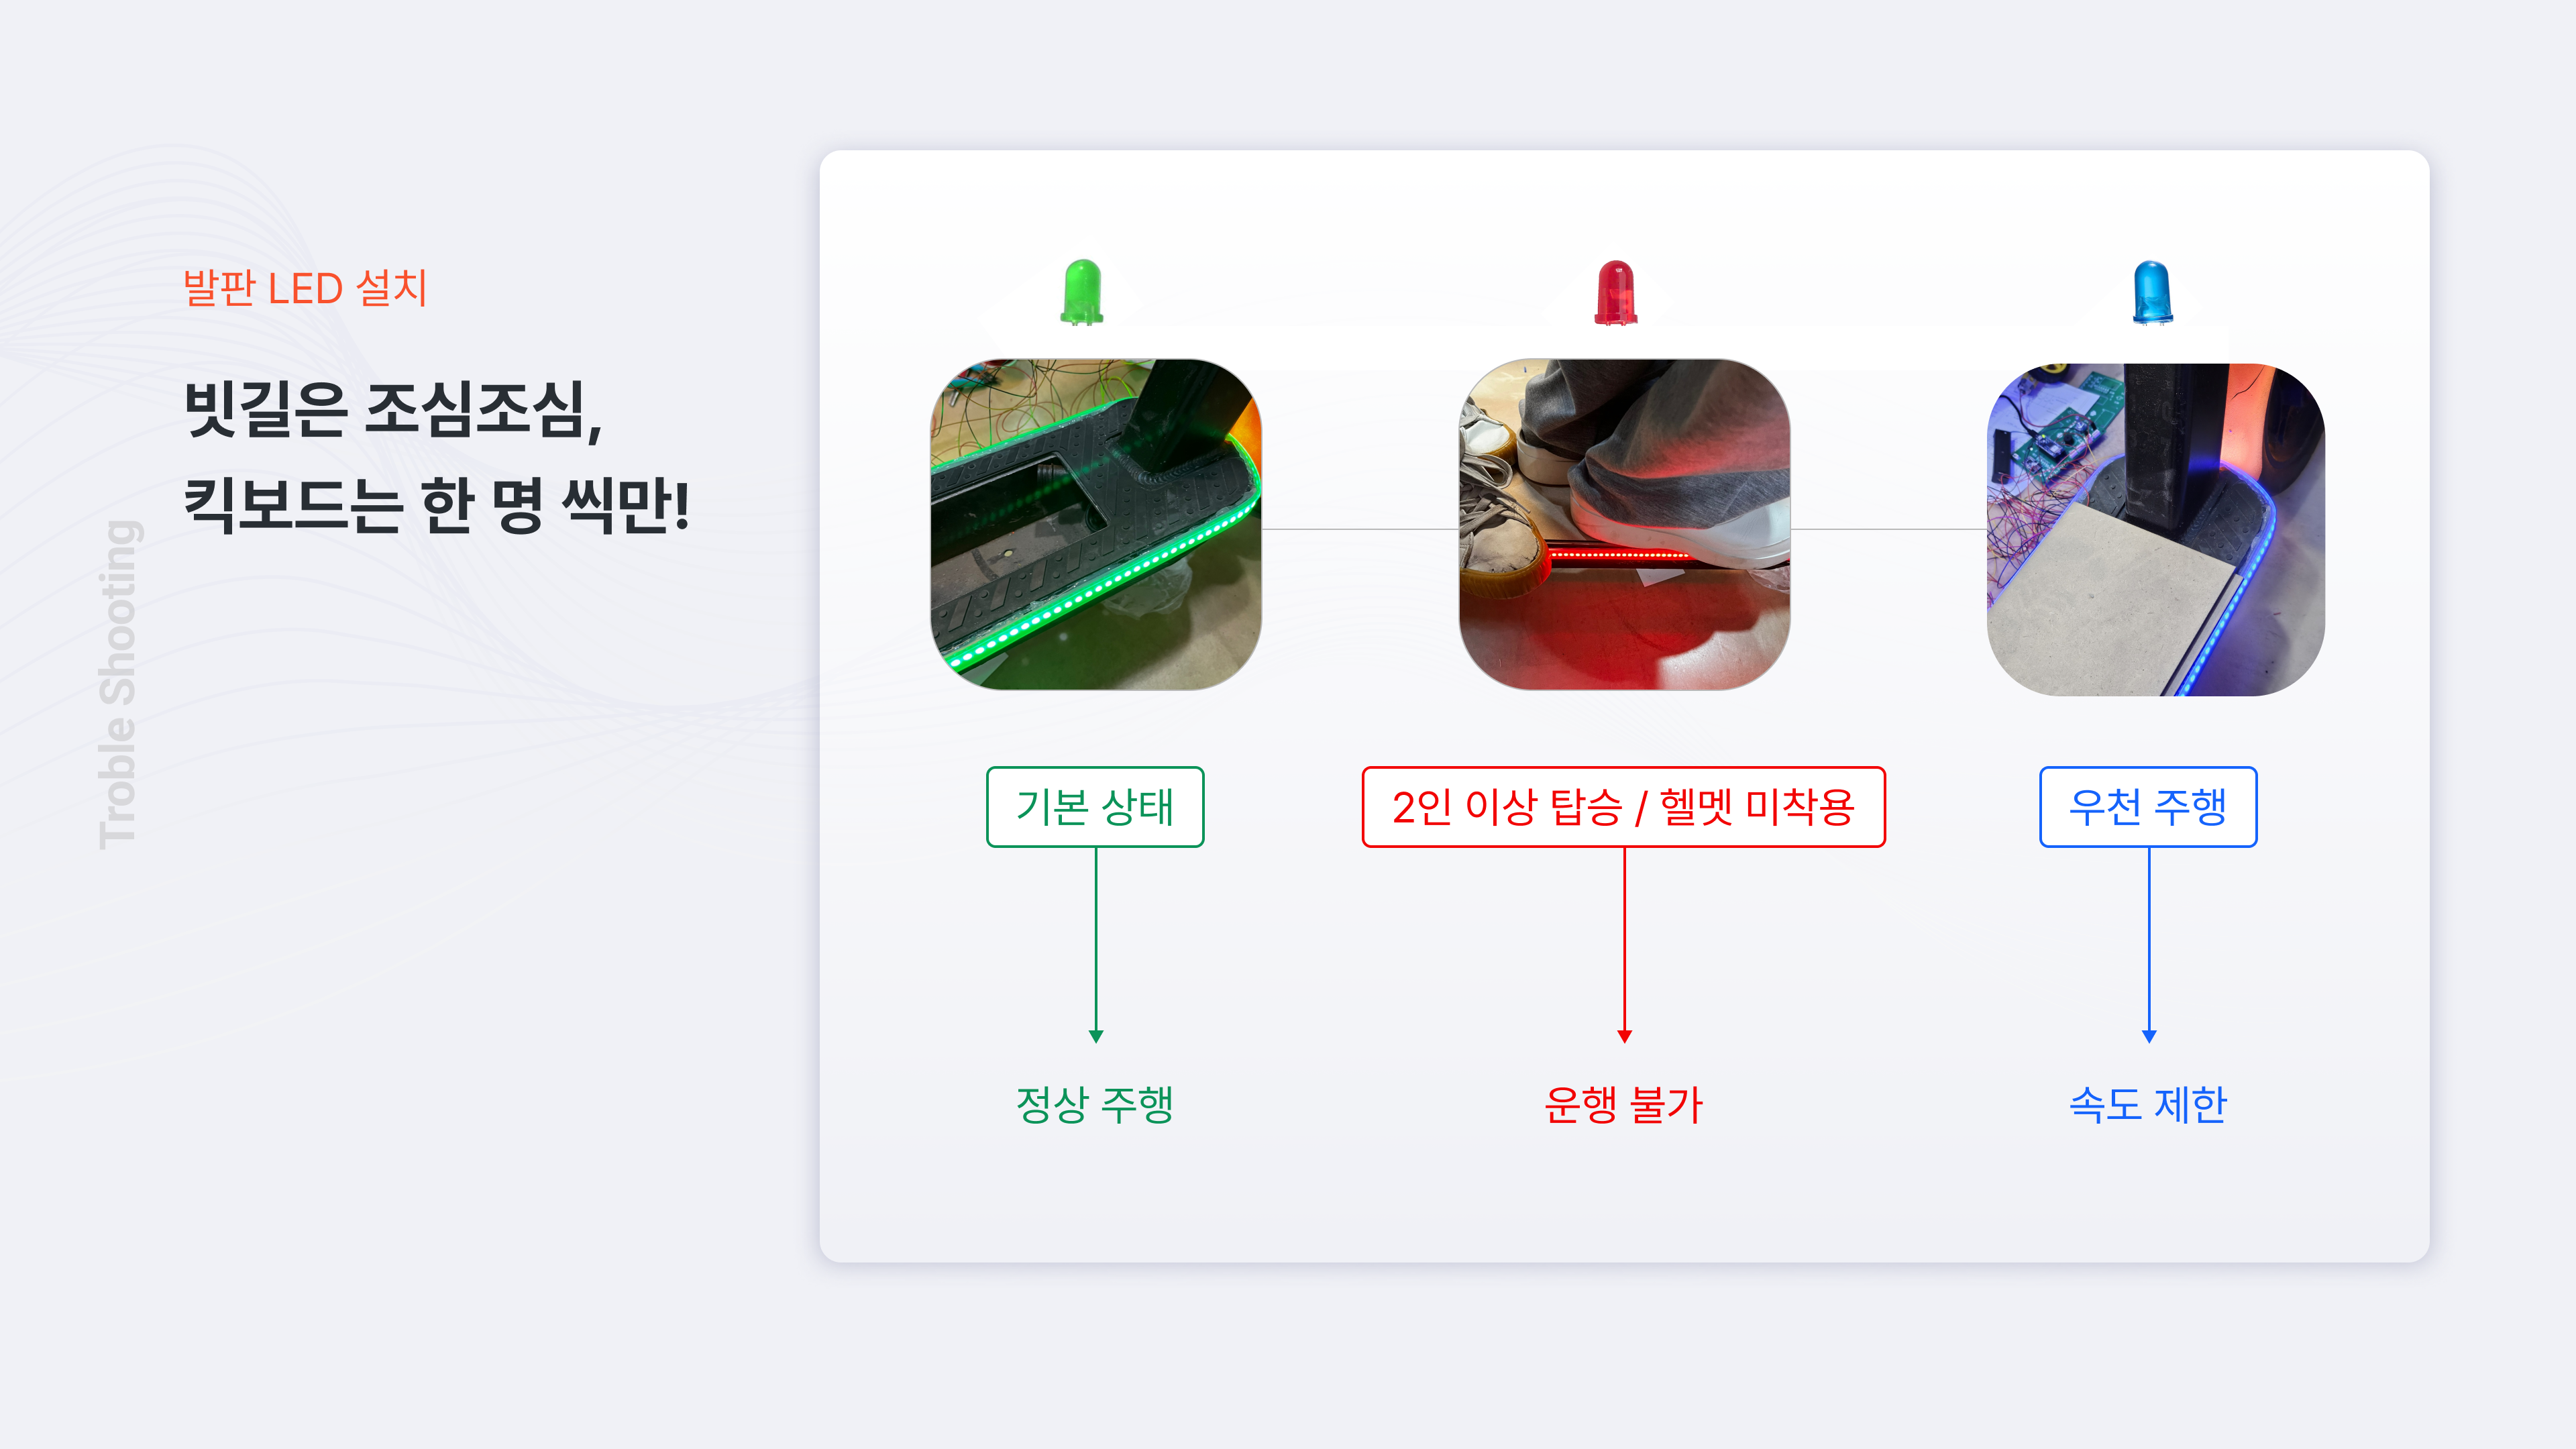 발판 LED 설치
빗길은 조심조심,
킥보드는 한 명 씩만!
Troble Shooting
기본 상태
2인 이상 탑승 / 헬멧 미착용
우천 주행
정상 주행
운행 불가
속도 제한